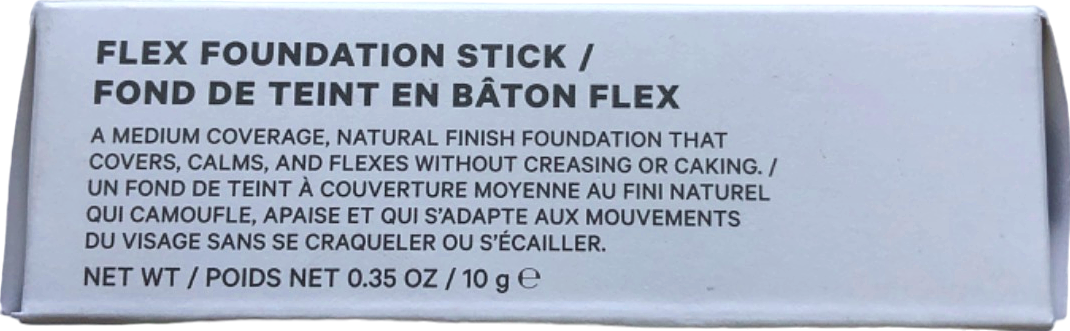 FLEX FOUNDATION STICK /
FOND DE TEINT EN BÂTON FLEX
A MEDIUM COVERAGE, NATURAL FINISH FOUNDATION THAT
COVERS, CALMS, AND FLEXES WITHOUT CREASING OR CAKING. /
UN FOND DE TEINT À COUVERTURE MOYENNE AU FINI NATUREL
QUI CAMOUFLE, APAISE ET QUI S’ADAPTE AUX MOUVEMENTS
DU VISAGE SANS SE CRAQUELER OU S’ÉCAILLER.
NET WT / POIDS NET 0.35 OZ / 10 g ℮